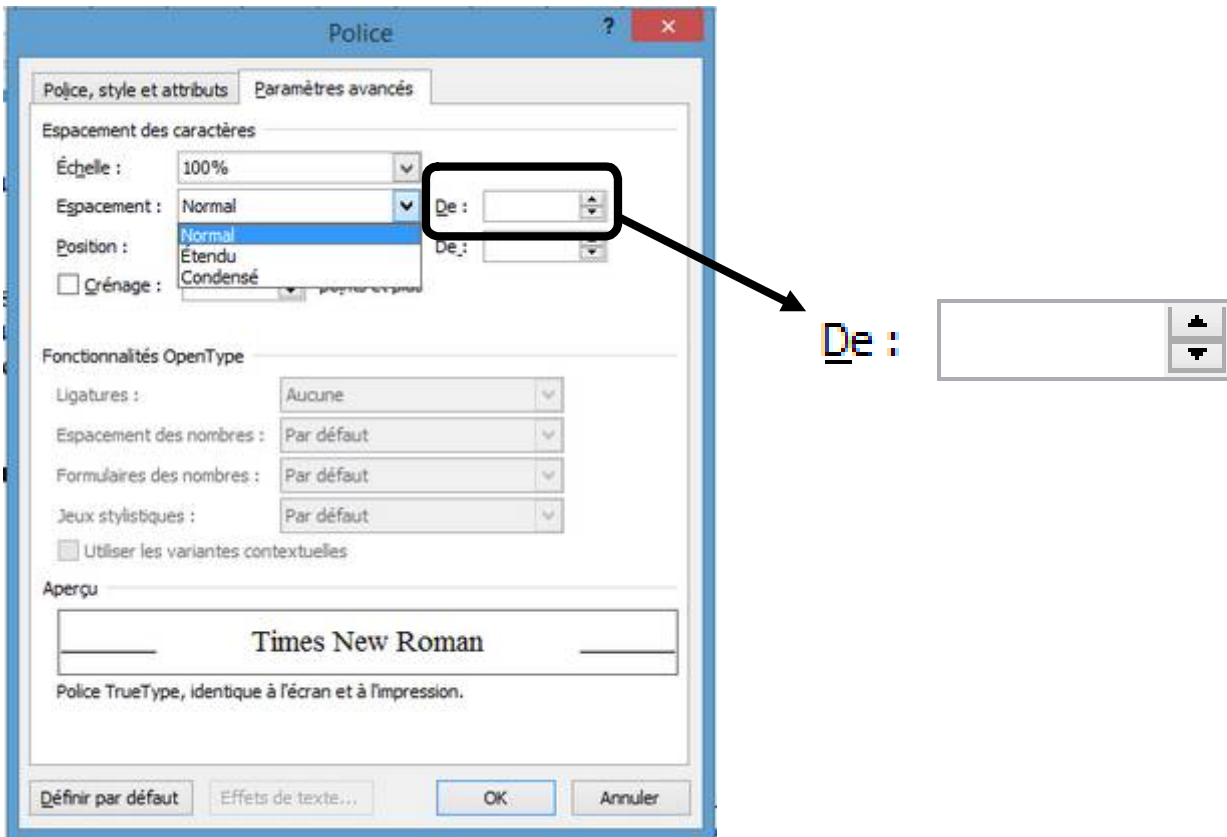 Police ?
Police, style et attributs Paramètres avancés
Espacement des caractères
Échelle : 100%
Espacement : Normal De :
Normal
Position : De :
Étendu
Condensé
Crénage : points et plus
De :
Fonctionnalités OpenType
Ligatures : Aucune
Espacement des nombres : Par défaut
Formulaires des nombres : Par défaut
Jeux stylistiques : Par défaut
Utiliser les variantes contextuelles
Aperçu
Times New Roman
Police TrueType, identique à l'écran et à l'impression.
Définir par défaut Effets de texte... OK Annuler